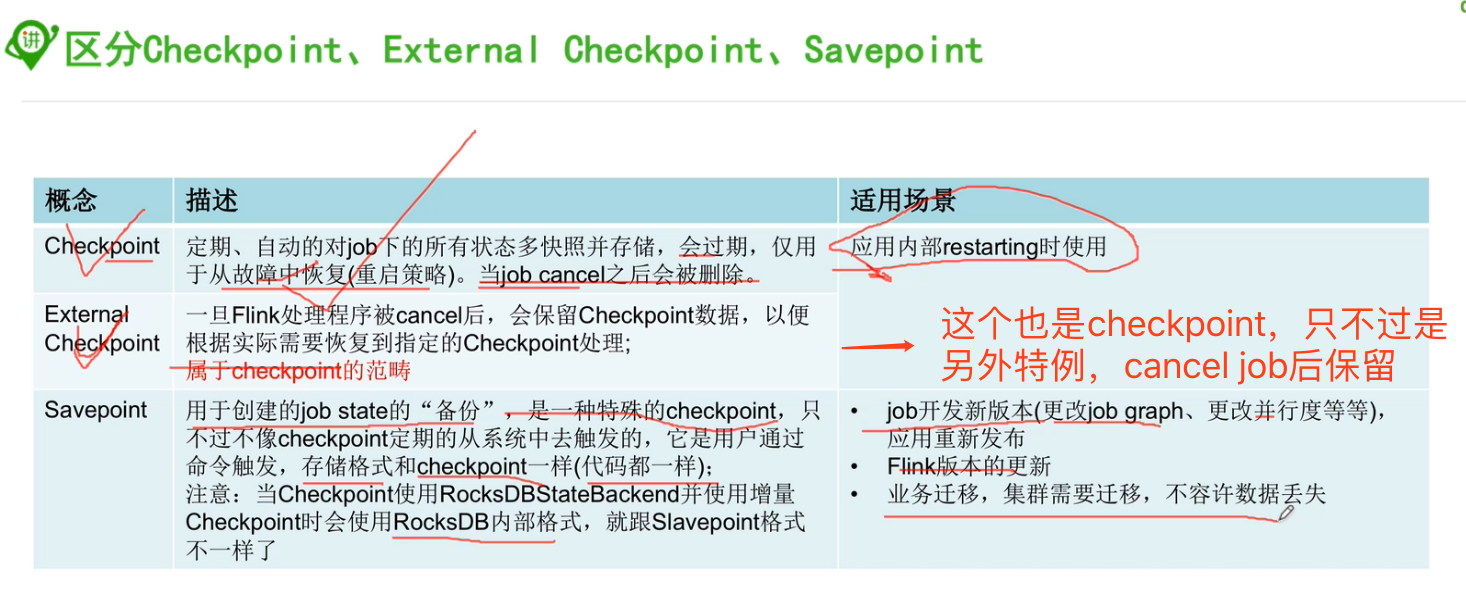 讲
区分Checkpoint、External Checkpoint、Savepoint
概念
描述
适用场景
Checkpoint
定期、自动的对job下的所有状态多快照并存储，会过期，仅用
于从故障中恢复(重启策略)。当job cancel之后会被删除。
应用内部restarting时使用
External
Checkpoint
一旦Flink处理程序被cancel后，会保留Checkpoint数据，以便
根据实际需要恢复到指定的Checkpoint处理;
属于checkpoint的范畴
这个也是checkpoint，只不过是
另外特例，cancel job后保留
Savepoint
用于创建的job state的“备份”，是一种特殊的checkpoint，只
不过不像checkpoint定期的从系统中去触发的，它是用户通过
命令触发，存储格式和checkpoint一样(代码都一样)；
注意：当Checkpoint使用RocksDBStateBackend并使用增量
Checkpoint时会使用RocksDB内部格式，就跟Slavepoint格式
不一样了
• job开发新版本(更改job graph、更改并行度等等)，
应用重新发布
• Flink版本的更新
• 业务迁移，集群需要迁移，不容许数据丢失